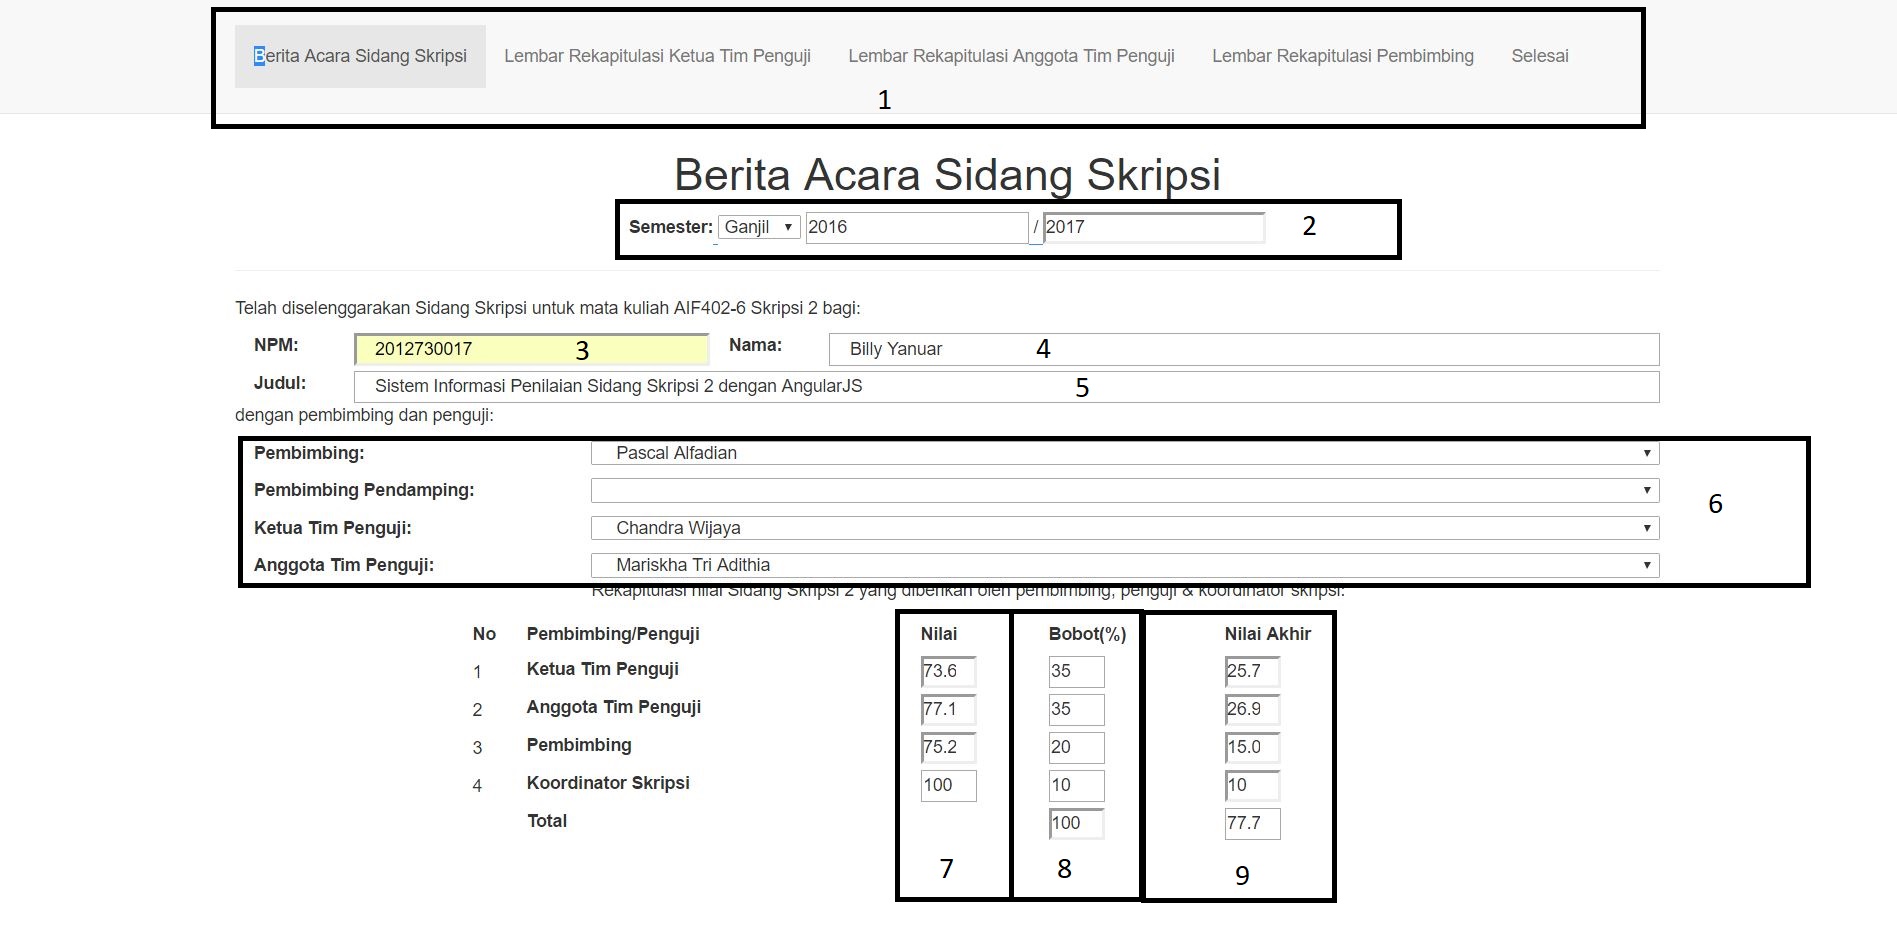 Berita Acara Sidang Skripsi Lembar Rekapitulasi Ketua Tim Penguji Lembar Rekapitulasi Anggota Tim Penguji Lembar Rekapitulasi Pembimbing Selesai
1
Berita Acara Sidang Skripsi
Semester: Ganjil 2016 / 2017 2
Telah diselenggarakan Sidang Skripsi untuk mata kuliah AIF402-6 Skripsi 2 bagi:
NPM: 2012730017 3 Nama: Billy Yanuar 4
Judul: Sistem Informasi Penilaian Sidang Skripsi 2 dengan AngularJS 5
dengan pembimbing dan penguji:
Pembimbing: Pascal Alfadian
Pembimbing Pendamping:
6
Ketua Tim Penguji: Chandra Wijaya
Anggota Tim Penguji: Mariskha Tri Adithia
Rekapitulasi nilai Sidang Skripsi 2 yang diberikan oleh pembimbing, penguji & koordinator skripsi:
No Pembimbing/Penguji Nilai Bobot(%) Nilai Akhir
1 Ketua Tim Penguji 73.6 35 25.7
2 Anggota Tim Penguji 77.1 35 26.9
3 Pembimbing 75.2 20 15.0
4 Koordinator Skripsi 100 10 10
Total 100 77.7
7 8 9